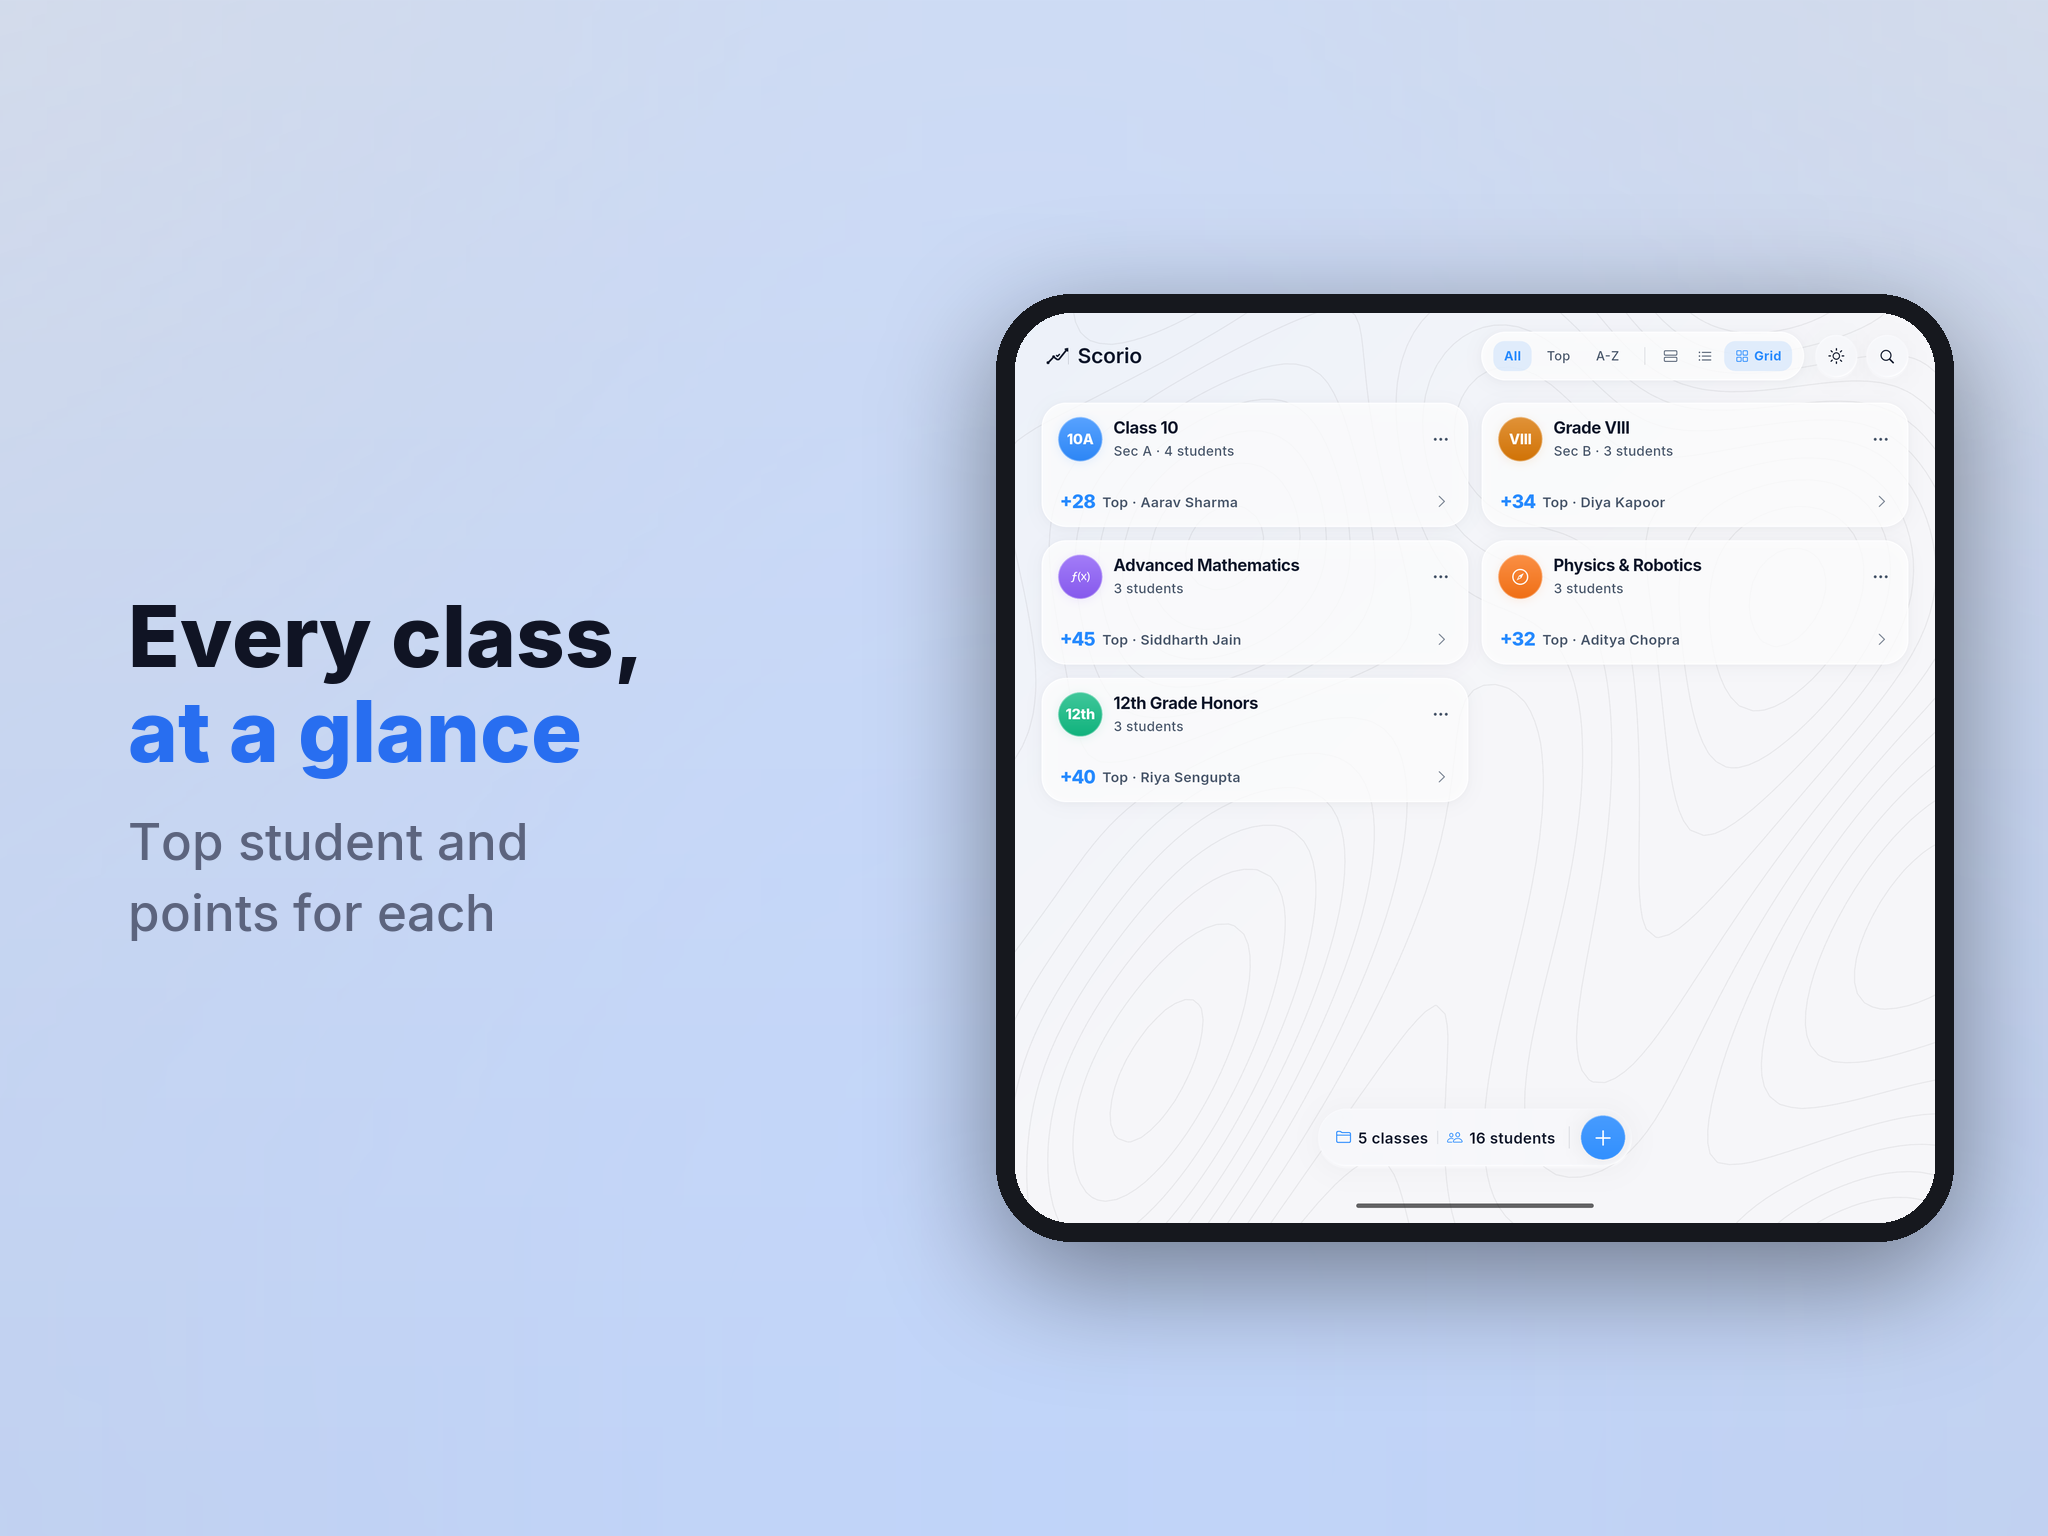 Every class,
at a glance
Top student and
points for each
Scorio
All Top A-Z Grid
10A Class 10
Sec A · 4 students
+28 Top · Aarav Sharma
VIII Grade VIII
Sec B · 3 students
+34 Top · Diya Kapoor
f(x) Advanced Mathematics
3 students
+45 Top · Siddharth Jain
Physics & Robotics
3 students
+32 Top · Aditya Chopra
12th 12th Grade Honors
3 students
+40 Top · Riya Sengupta
5 classes 16 students